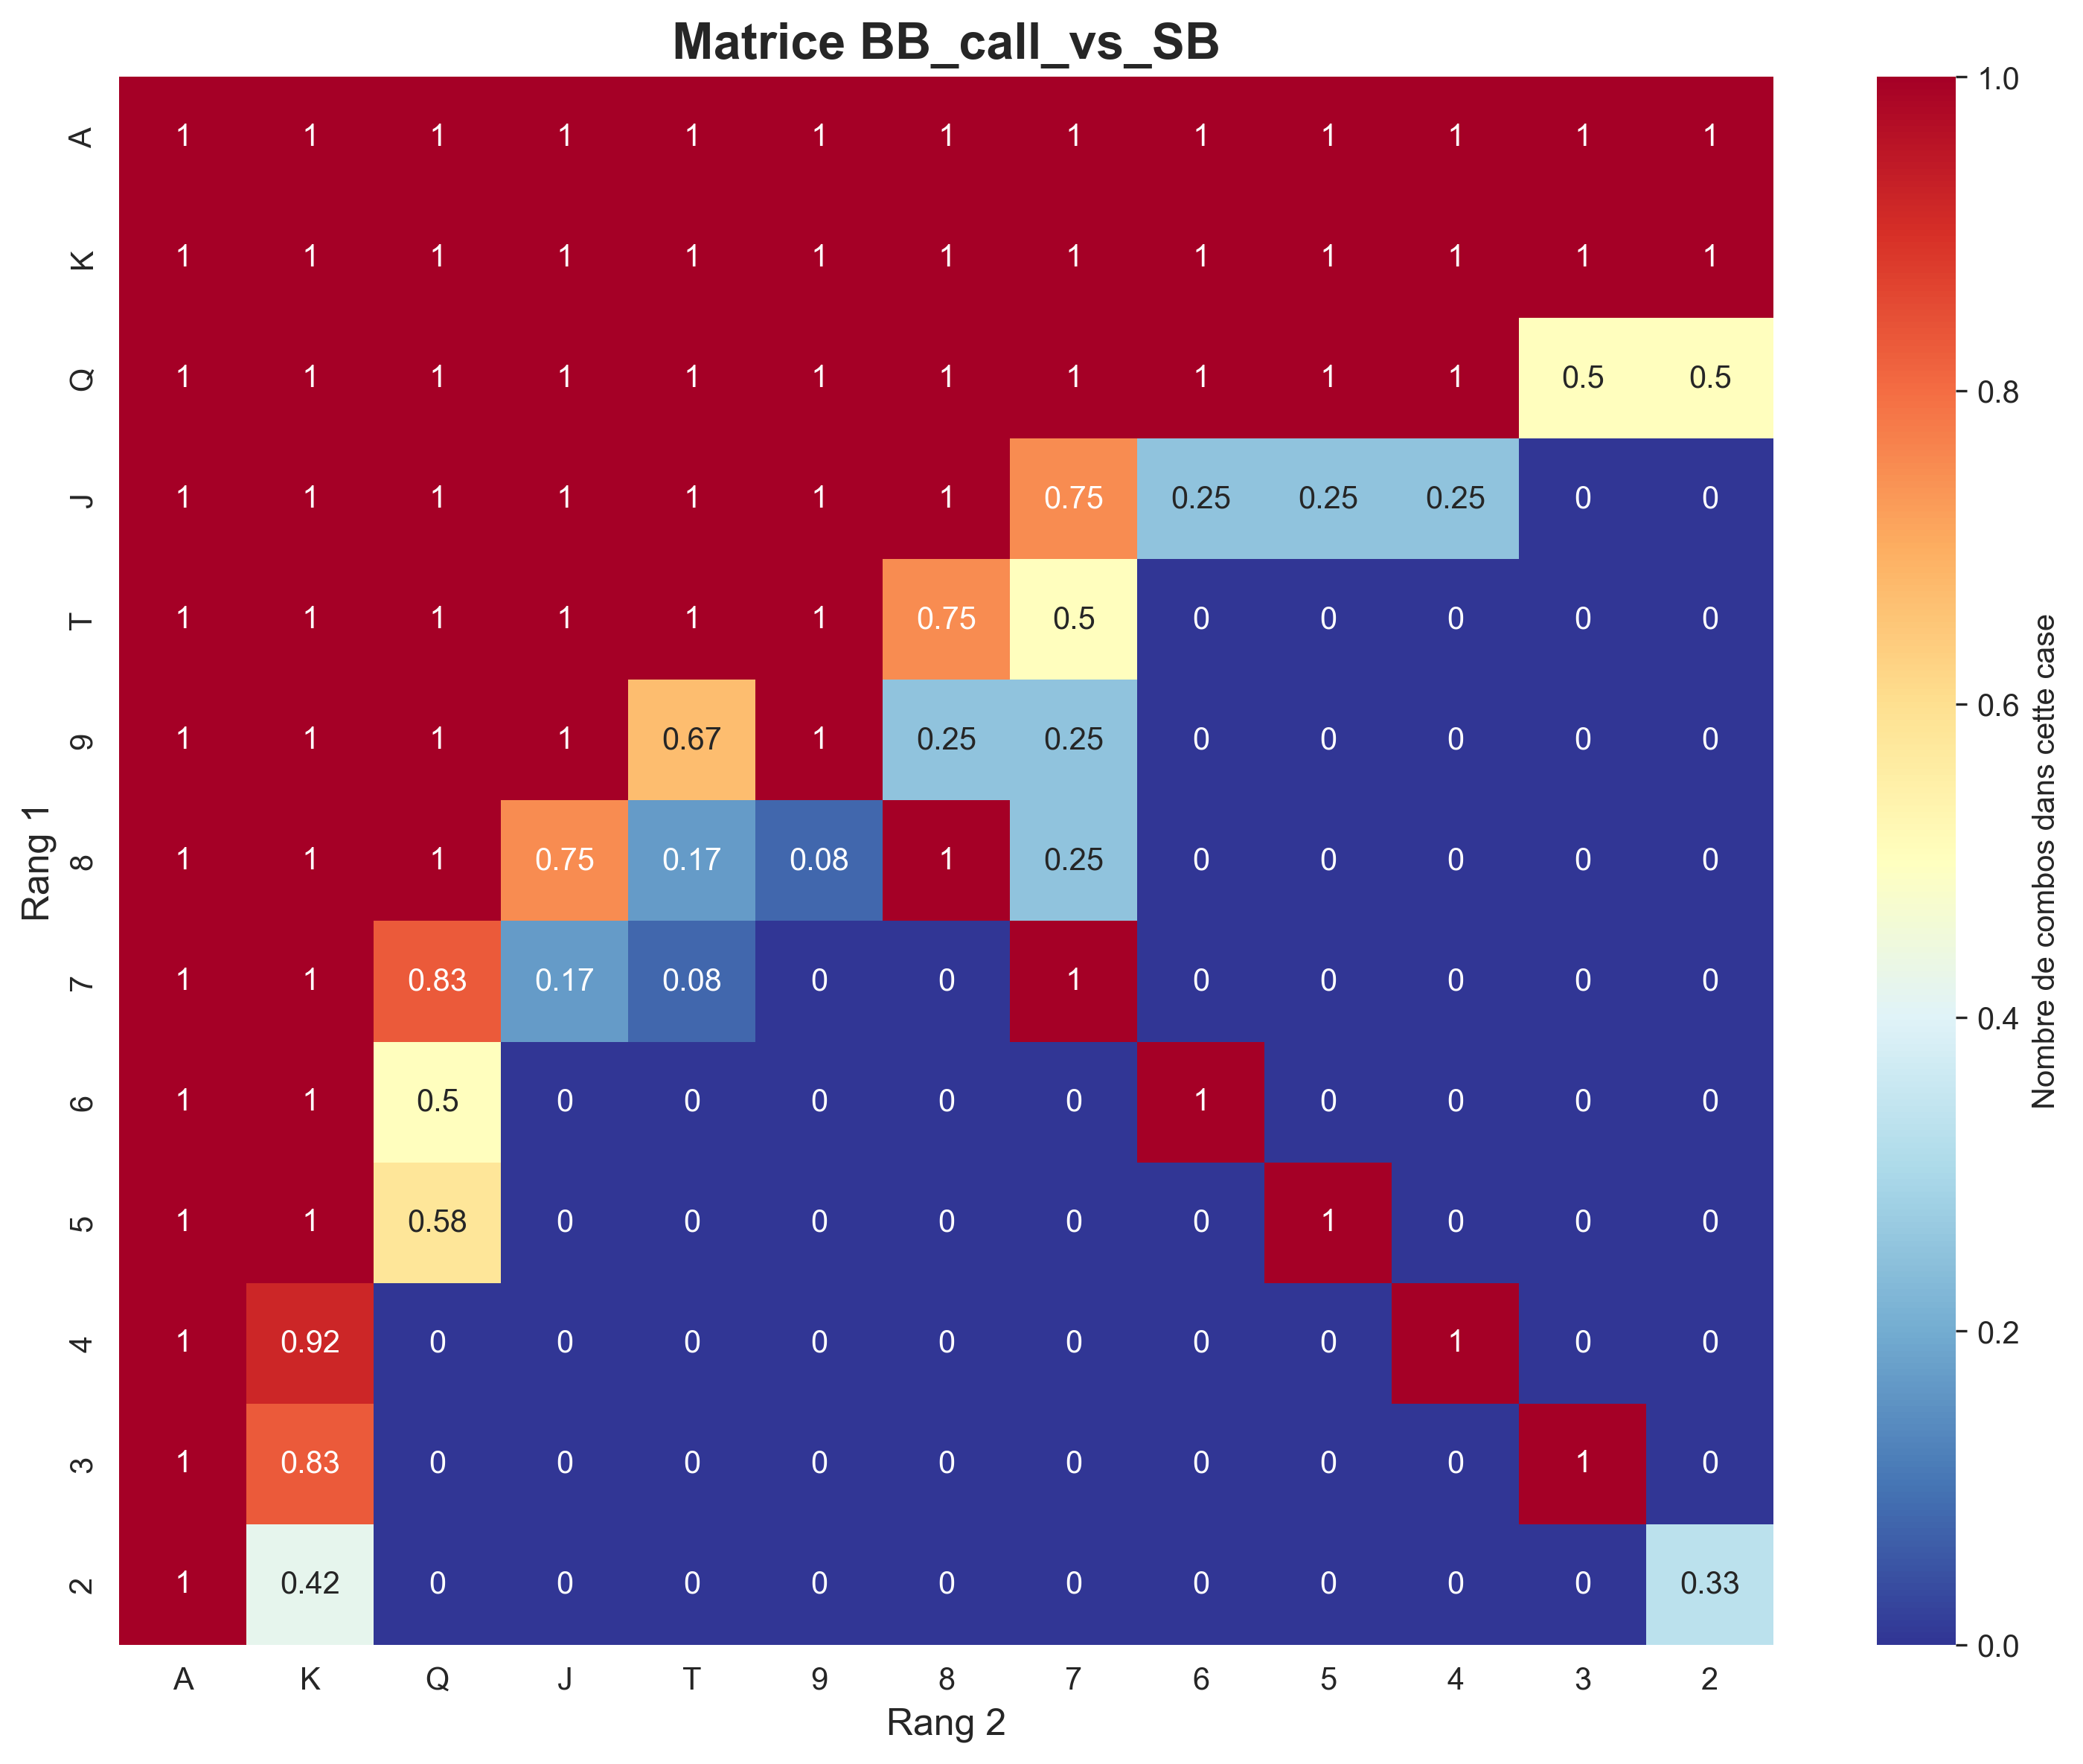 Matrice BB_call_vs_SB
A 1 1 1 1 1 1 1 1 1 1 1 1 1
K 1 1 1 1 1 1 1 1 1 1 1 1 1
Q 1 1 1 1 1 1 1 1 1 1 1 0.5 0.5
J 1 1 1 1 1 1 1 0.75 0.25 0.25 0.25 0 0
T 1 1 1 1 1 1 0.75 0.5 0 0 0 0 0
9 1 1 1 1 0.67 1 0.25 0.25 0 0 0 0 0
8 1 1 1 0.75 0.17 0.08 1 0.25 0 0 0 0 0
7 1 1 0.83 0.17 0.08 0 0 1 0 0 0 0 0
6 1 1 0.5 0 0 0 0 0 1 0 0 0 0
5 1 1 0.58 0 0 0 0 0 0 1 0 0 0
4 1 0.92 0 0 0 0 0 0 0 0 1 0 0
3 1 0.83 0 0 0 0 0 0 0 0 0 1 0
2 1 0.42 0 0 0 0 0 0 0 0 0 0 0.33
A K Q J T 9 8 7 6 5 4 3 2
Rang 2
Rang 1
1.0
0.8
0.6
0.4
0.2
0.0
Nombre de combos dans cette case